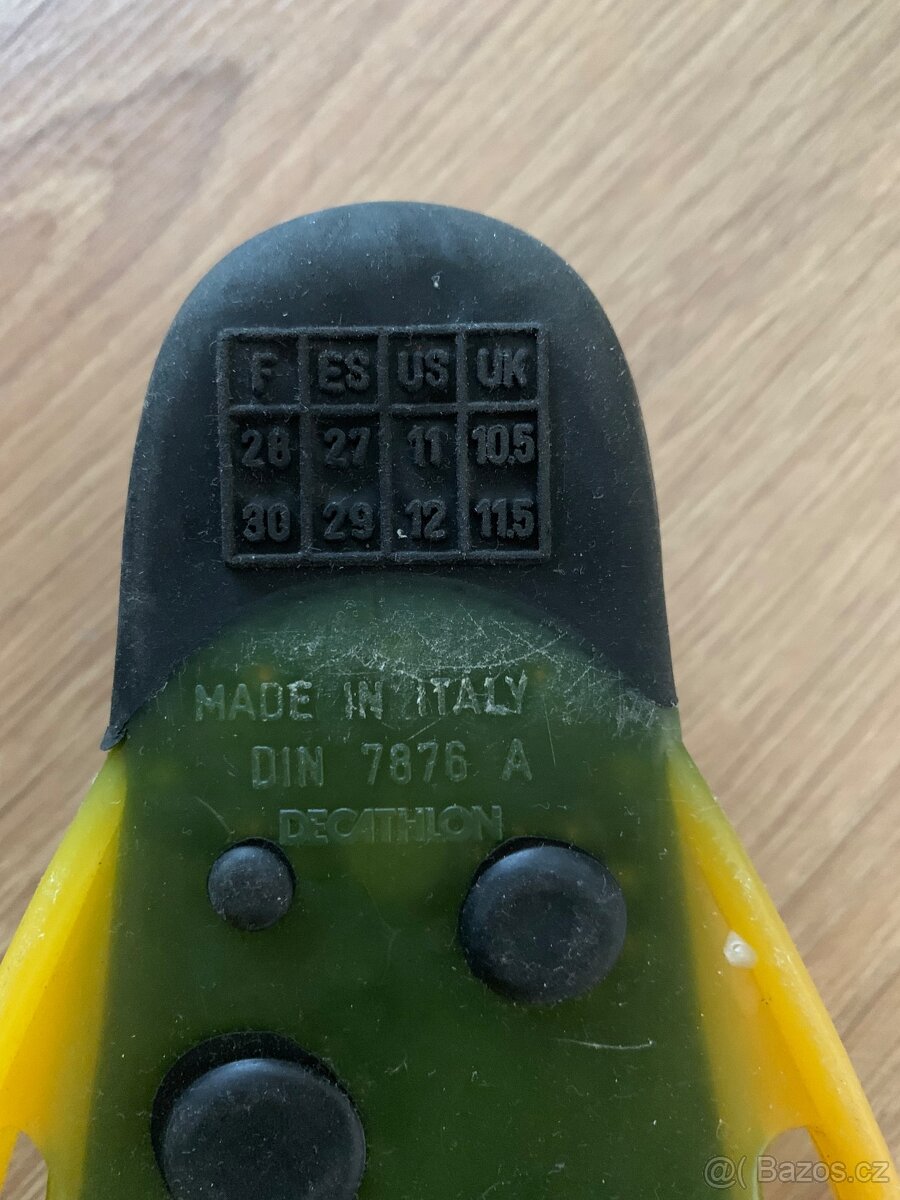 F ES US UK
28 27 11 10.5
30 29 12 11.5
MADE IN ITALY
DIN 7876 A
DECATHLON
@( Bazos.cz